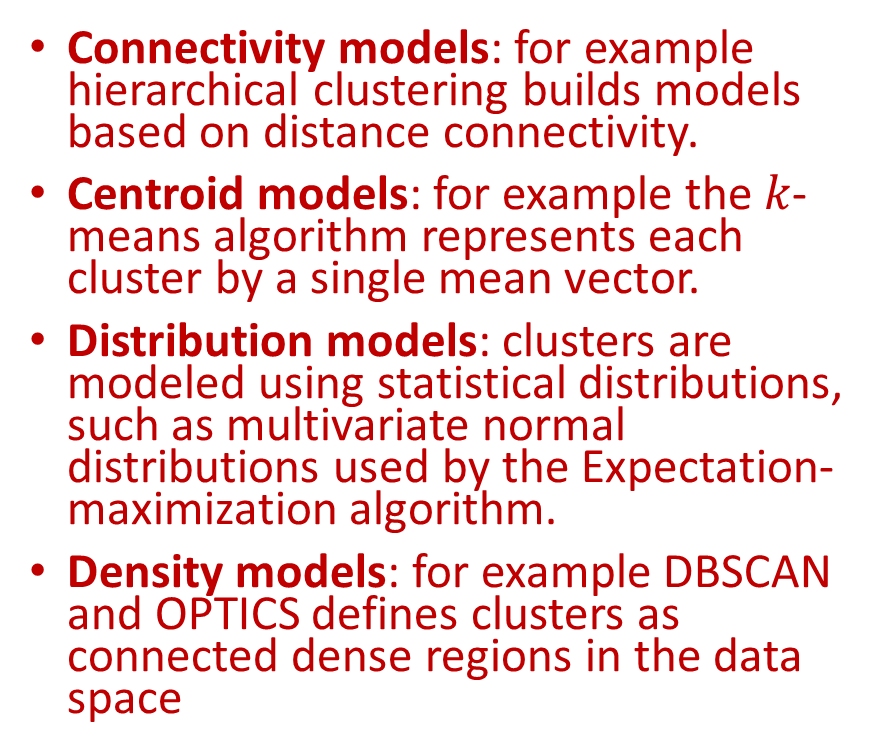 • Connectivity models: for example
hierarchical clustering builds models
based on distance connectivity.
• Centroid models: for example the k-
means algorithm represents each
cluster by a single mean vector.
• Distribution models: clusters are
modeled using statistical distributions,
such as multivariate normal
distributions used by the Expectation-
maximization algorithm.
• Density models: for example DBSCAN
and OPTICS defines clusters as
connected dense regions in the data
space